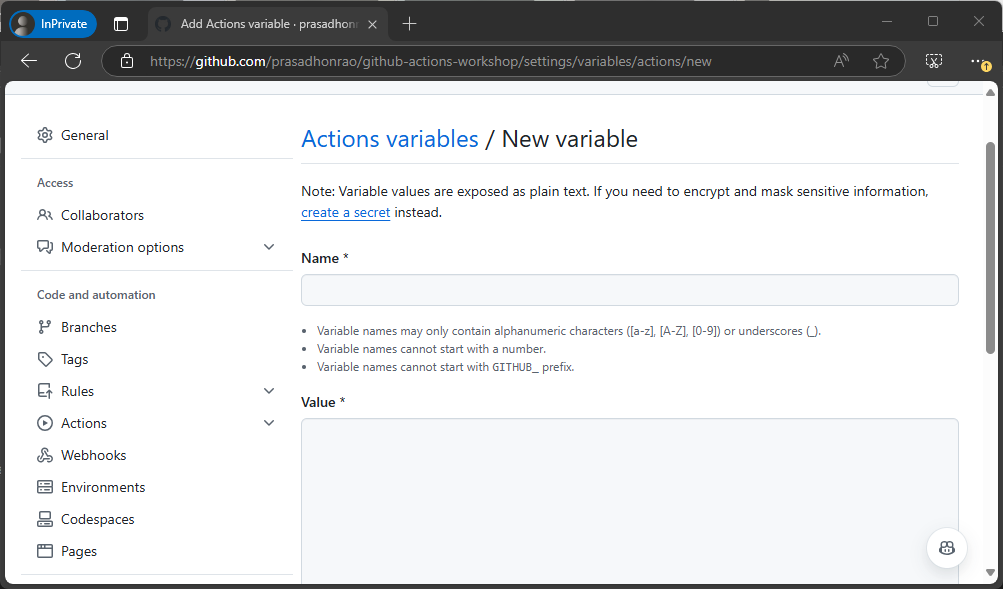 InPrivate
Add Actions variable · prasadhonr
https://github.com/prasadhonrao/github-actions-workshop/settings/variables/actions/new
General
Access
Collaborators
Moderation options
Code and automation
Branches
Tags
Rules
Actions
Webhooks
Environments
Codespaces
Pages
Actions variables / New variable
Note: Variable values are exposed as plain text. If you need to encrypt and mask sensitive information,
create a secret instead.
Name *
• Variable names may only contain alphanumeric characters ([a-z], [A-Z], [0-9]) or underscores (_).
• Variable names cannot start with a number.
• Variable names cannot start with GITHUB_ prefix.
Value *